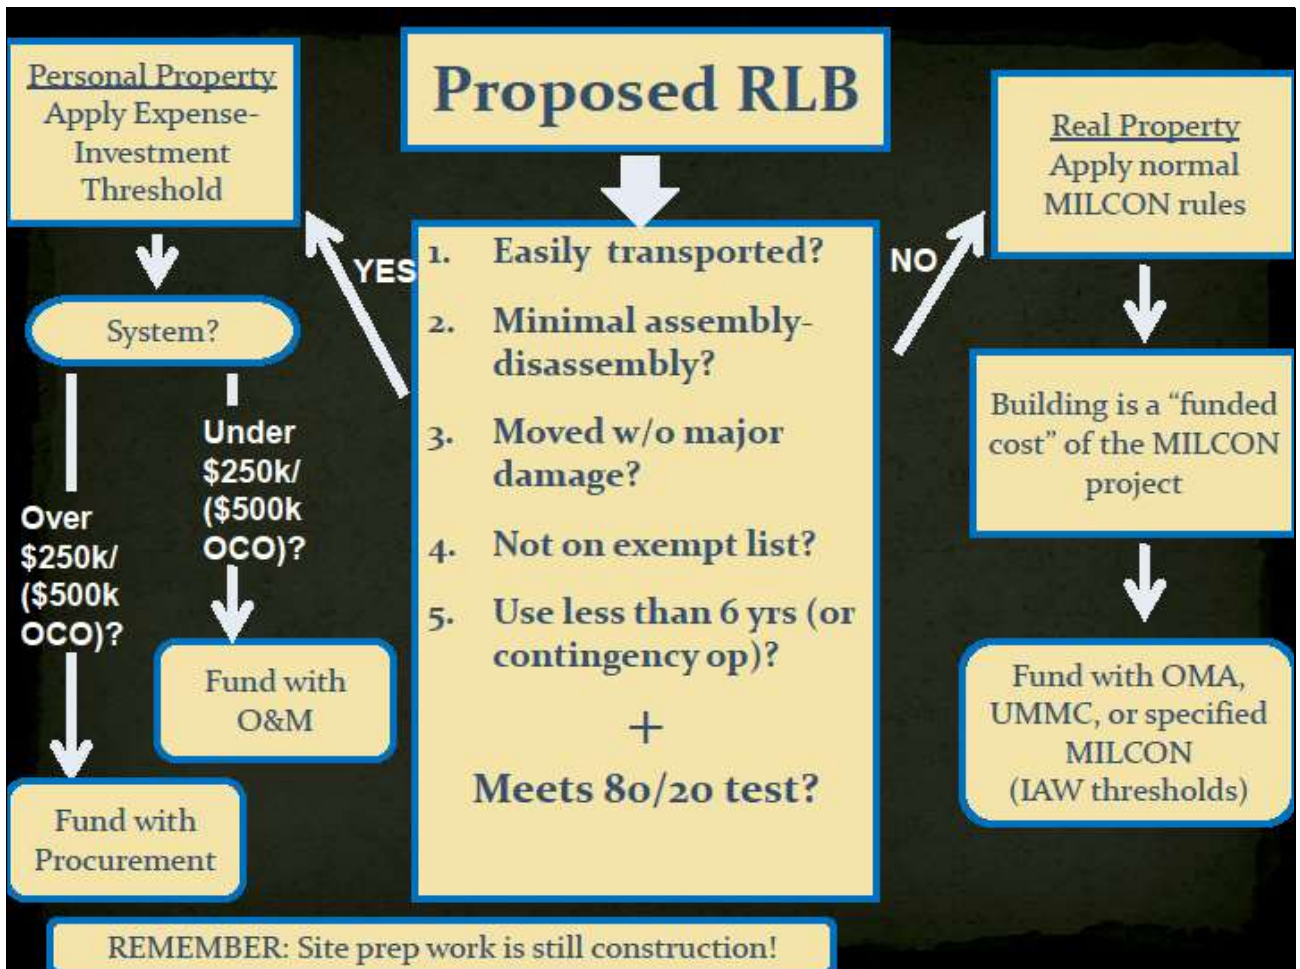 Proposed RLB
Personal Property
Apply Expense-
Investment
Threshold
System?
Over
$250k/
($500k
OCO)?
Under
$250k/
($500k
OCO)?
Fund with
O&M
Fund with
Procurement
YES
1. Easily transported?
2. Minimal assembly-
disassembly?
3. Moved w/o major
damage?
4. Not on exempt list?
5. Use less than 6 yrs (or
contingency op)?
+
Meets 80/20 test?
NO
Real Property
Apply normal
MILCON rules
Building is a “funded
cost” of the MILCON
project
Fund with OMA,
UMMC, or specified
MILCON
(IAW thresholds)
REMEMBER: Site prep work is still construction!